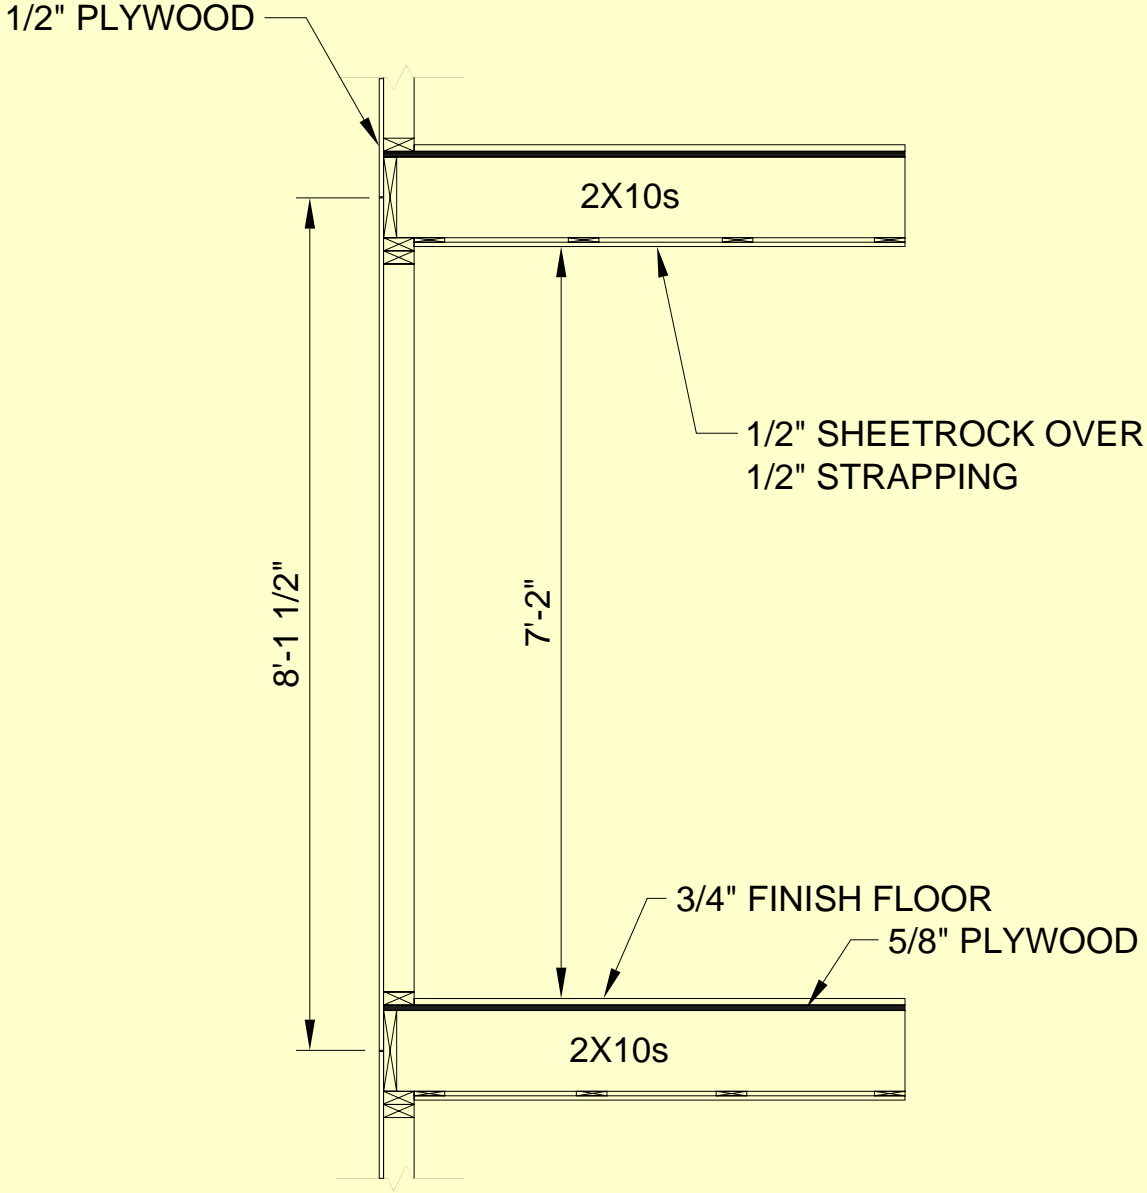 1/2" PLYWOOD
2X10s
1/2" SHEETROCK OVER
1/2" STRAPPING
8'-1 1/2"
7'-2"
3/4" FINISH FLOOR
5/8" PLYWOOD
2X10s